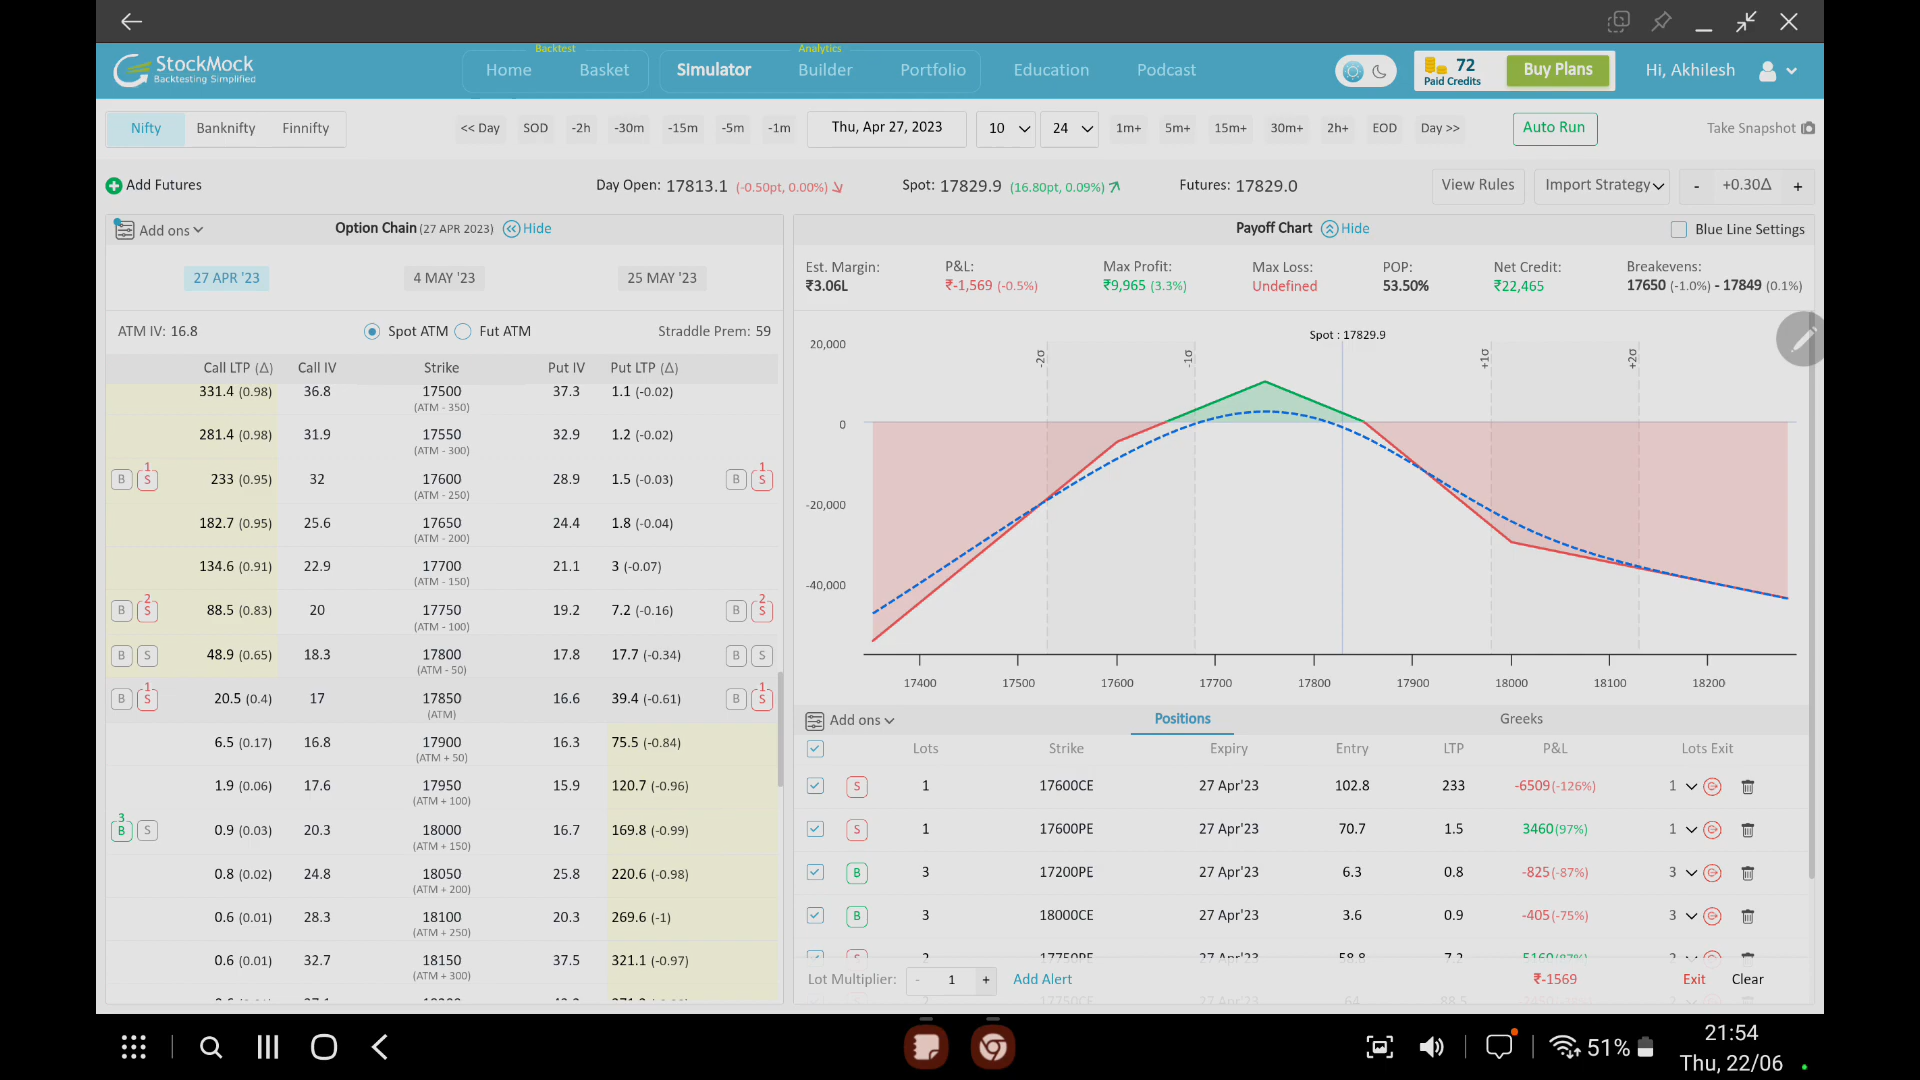 StockMock
Backtesting Simplified
Backtest
Home Basket
Simulator
Analytics
Builder Portfolio
Education Podcast
72
Paid Credits
Buy Plans
Hi, Akhilesh
Nifty Banknifty Finnifty
<< Day SOD -2h -30m -15m -5m -1m Thu, Apr 27, 2023 10 24 1m+ 5m+ 15m+ 30m+ 2h+ EOD Day >> Auto Run Take Snapshot
Add Futures
Day Open: 17813.1 (-0.50pt, 0.00%) Spot: 17829.9 (16.80pt, 0.09%) Futures: 17829.0
View Rules Import Strategy - +0.30Δ +
Add ons Option Chain (27 APR 2023) Hide
27 APR '23 4 MAY '23 25 MAY '23
ATM IV: 16.8 Spot ATM Fut ATM Straddle Prem: 59
Call LTP (Δ) Call IV Strike Put IV Put LTP (Δ)
331.4 (0.98) 36.8 17500 37.3 1.1 (-0.02)
(ATM - 350)
281.4 (0.98) 31.9 17550 32.9 1.2 (-0.02)
(ATM - 300)
1 1
B S 233 (0.95) 32 17600 28.9 1.5 (-0.03) B S
(ATM - 250)
182.7 (0.95) 25.6 17650 24.4 1.8 (-0.04)
(ATM - 200)
134.6 (0.91) 22.9 17700 21.1 3 (-0.07)
(ATM - 150)
2 2
B S 88.5 (0.83) 20 17750 19.2 7.2 (-0.16) B S
(ATM - 100)
B S 48.9 (0.65) 18.3 17800 17.8 17.7 (-0.34) B S
(ATM - 50)
1 1
B S 20.5 (0.4) 17 17850 16.6 39.4 (-0.61) B S
(ATM)
6.5 (0.17) 16.8 17900 16.3 75.5 (-0.84)
(ATM + 50)
1.9 (0.06) 17.6 17950 15.9 120.7 (-0.96)
(ATM + 100)
3
B S 0.9 (0.03) 20.3 18000 16.7 169.8 (-0.99)
(ATM + 150)
0.8 (0.02) 24.8 18050 25.8 220.6 (-0.98)
(ATM + 200)
0.6 (0.01) 28.3 18100 20.3 269.6 (-1)
(ATM + 250)
0.6 (0.01) 32.7 18150 37.5 321.1 (-0.97)
(ATM + 300)
Payoff Chart Hide Blue Line Settings
Est. Margin: P&L: Max Profit: Max Loss: POP: Net Credit: Breakevens:
₹3.06L ₹-1,569 (-0.5%) ₹9,965 (3.3%) Undefined 53.50% ₹22,465 17650 (-1.0%) - 17849 (0.1%)
Spot : 17829.9
20,000
0
-20,000
-40,000
-2σ -1σ +1σ +2σ
17400 17500 17600 17700 17800 17900 18000 18100 18200
Add ons Positions Greeks
Lots Strike Expiry Entry LTP P&L Lots Exit
S 1 17600CE 27 Apr'23 102.8 233 -6509(-126%) 1
S 1 17600PE 27 Apr'23 70.7 1.5 3460(97%) 1
B 3 17200PE 27 Apr'23 6.3 0.8 -825(-87%) 3
B 3 18000CE 27 Apr'23 3.6 0.9 -405(-75%) 3
S 2 17750PE 27 Apr'23 58.8 7.2 5160(87%) 2
Lot Multiplier: - 1 + Add Alert ₹-1569 Exit Clear
51%
21:54
Thu, 22/06